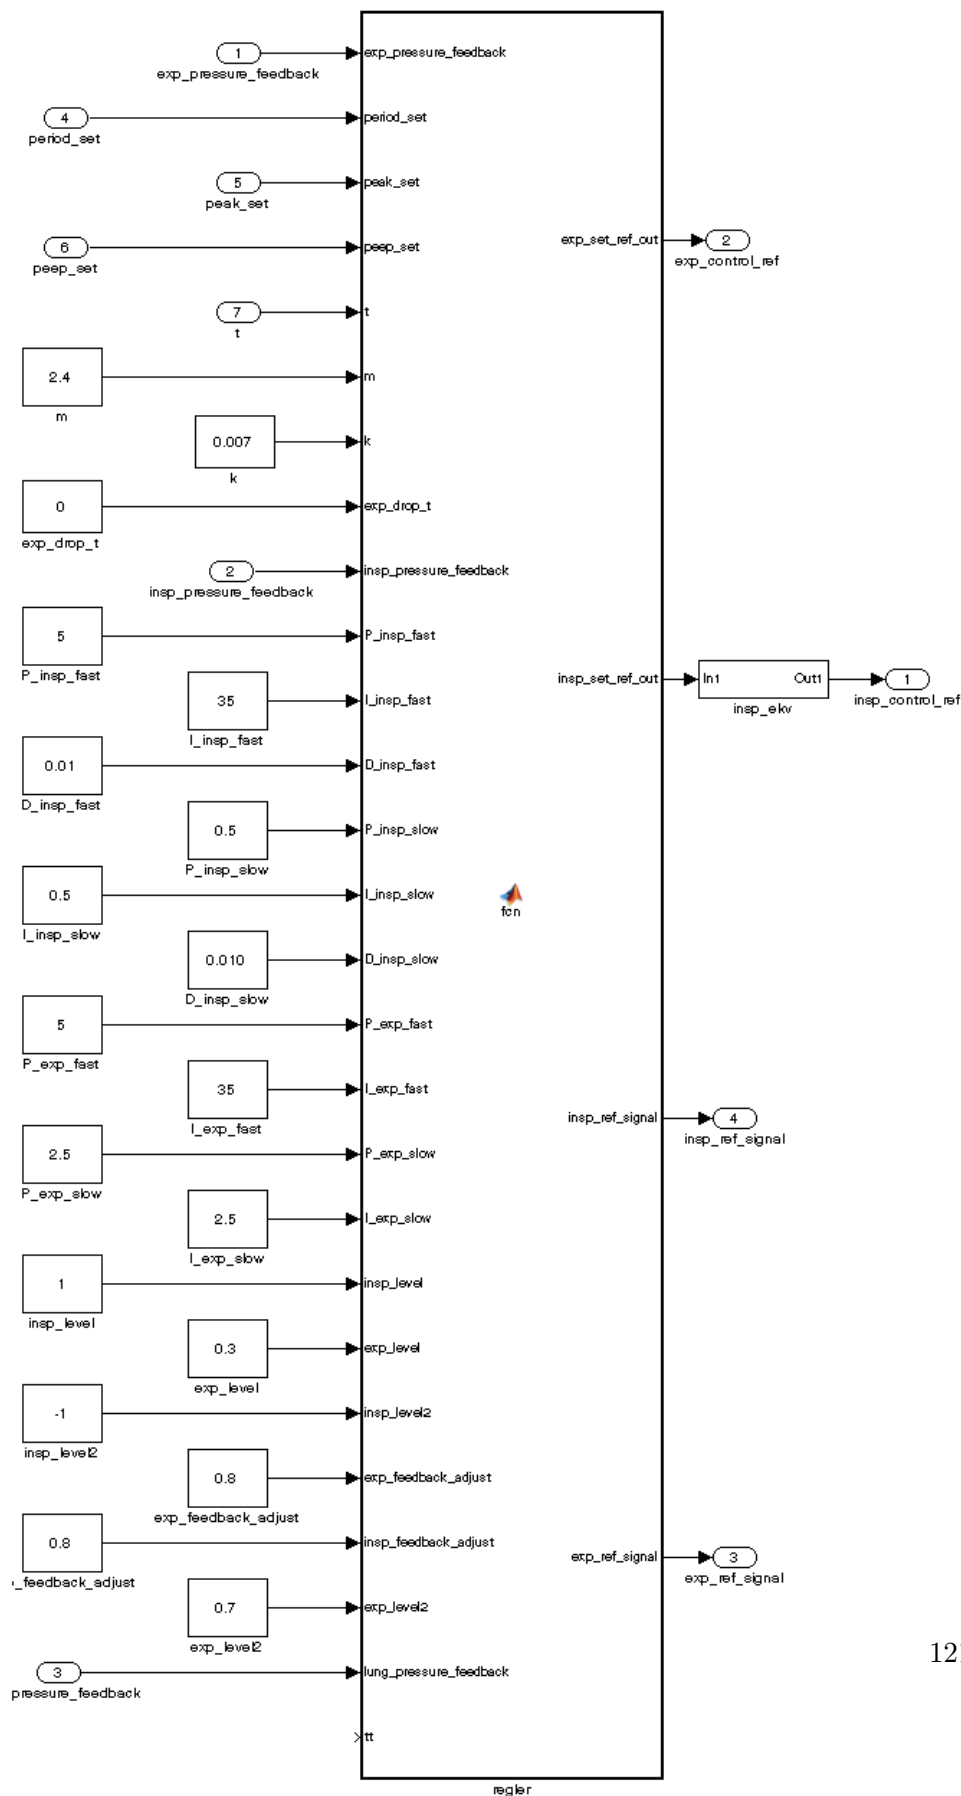 1 exp_pressure_feedback
exp_pressure_feedback
4 period_set
period_set
5 peak_set
peak_set
6 peep_set exp_set_ref_out 2
peep_set exp_control_ref
7 t
t
2.4 m
m
0.007 k
k
0 exp_drop_t
exp_drop_t
2 insp_pressure_feedback
insp_pressure_feedback
5 P_insp_fast
P_insp_fast
35 I_insp_fast insp_set_ref_out In1 Out1 1
I_insp_fast insp_ekv insp_control_ref
0.01 D_insp_fast
D_insp_fast
0.5 P_insp_slow
P_insp_slow
0.5 I_insp_slow
I_insp_slow fcn
0.010 D_insp_slow
D_insp_slow
5 P_exp_fast
P_exp_fast
35 I_exp_fast insp_ref_signal 4
I_exp_fast insp_ref_signal
2.5 P_exp_slow
P_exp_slow
2.5 I_exp_slow
I_exp_slow
1 insp_level
insp_level
0.3 exp_level
exp_level
-1 insp_level2
insp_level2
0.8 exp_feedback_adjust
exp_feedback_adjust
0.8 insp_feedback_adjust exp_ref_signal 3
_feedback_adjust exp_ref_signal
0.7 exp_level2
exp_level2
3 lung_pressure_feedback
pressure_feedback
tt
regler